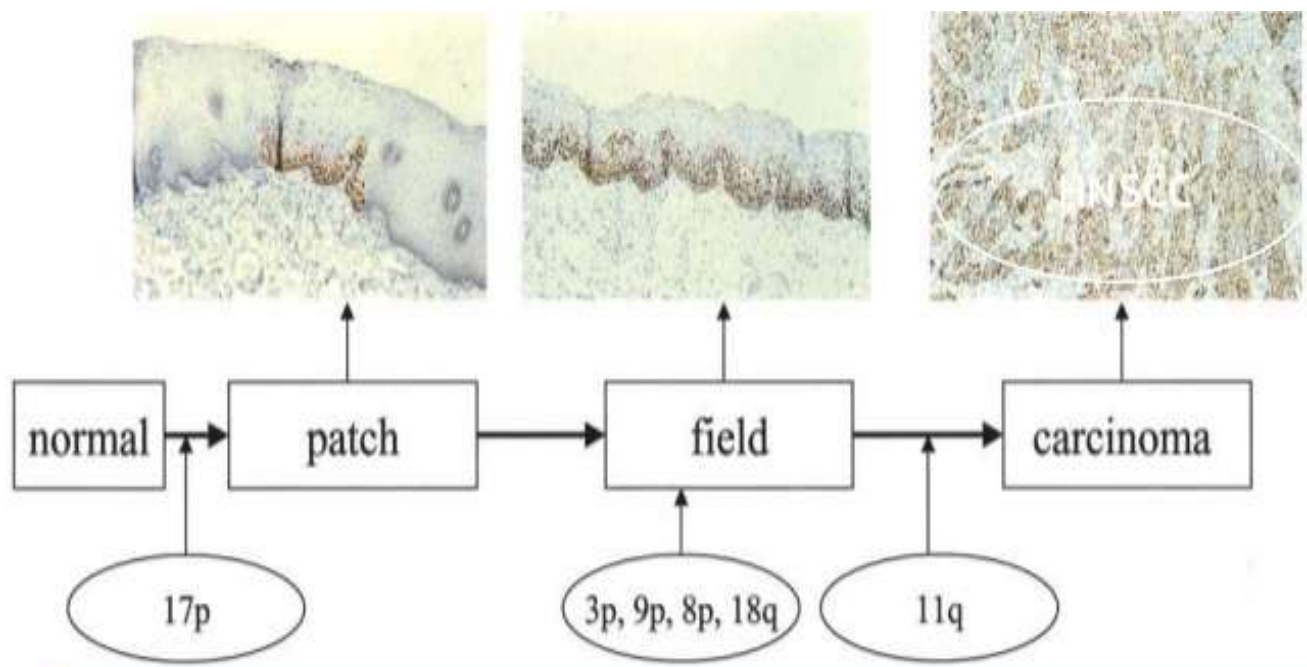 HNSCC
normal
patch
field
carcinoma
17p
3p, 9p, 8p, 18q
11q